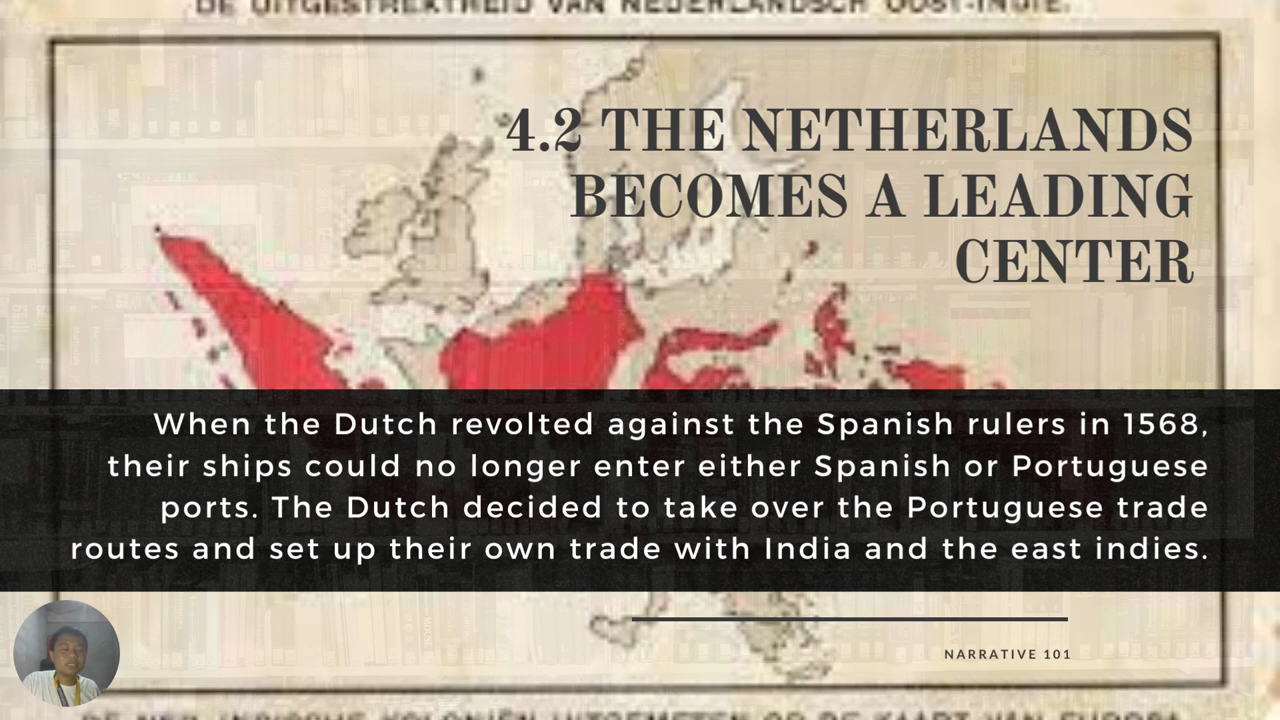 DE UITGESTREKTHEID VAN NEDERLANDSCH OOST-INDIE.
4.2 THE NETHERLANDS
BECOMES A LEADING
CENTER
When the Dutch revolted against the Spanish rulers in 1568,
their ships could no longer enter either Spanish or Portuguese
ports. The Dutch decided to take over the Portuguese trade
routes and set up their own trade with India and the east indies.
NARRATIVE 101